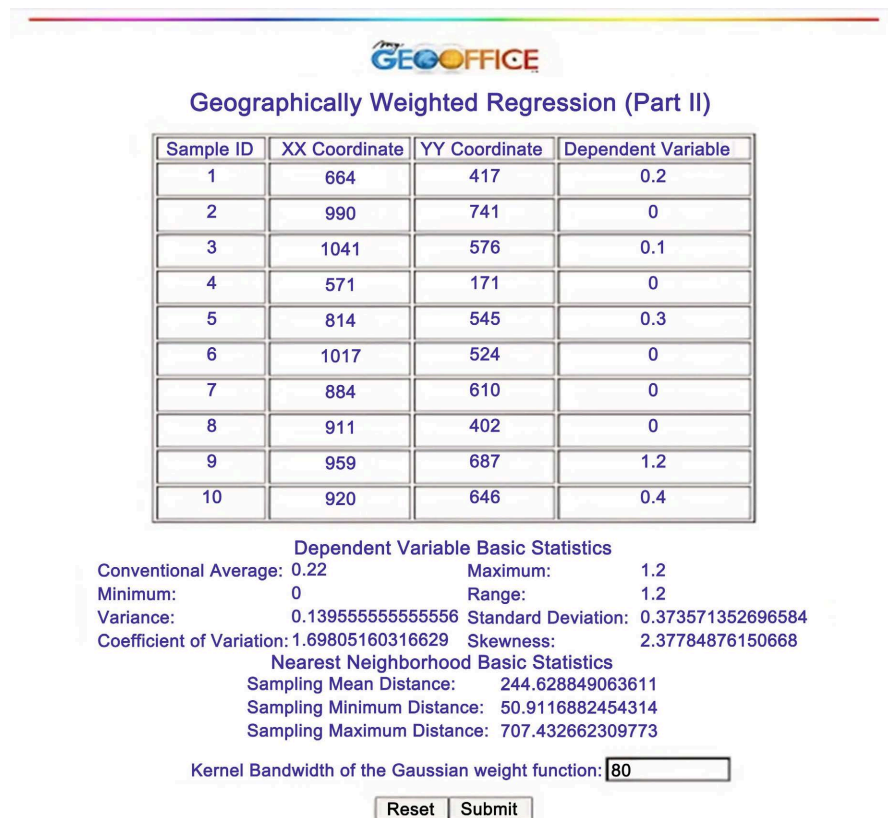 my
GEOOFFICE
Geographically Weighted Regression (Part II)
Sample ID XX Coordinate YY Coordinate Dependent Variable
1 664 417 0.2
2 990 741 0
3 1041 576 0.1
4 571 171 0
5 814 545 0.3
6 1017 524 0
7 884 610 0
8 911 402 0
9 959 687 1.2
10 920 646 0.4
Dependent Variable Basic Statistics
Conventional Average: 0.22 Maximum: 1.2
Minimum: 0 Range: 1.2
Variance: 0.139555555555556 Standard Deviation: 0.373571352696584
Coefficient of Variation: 1.69805160316629 Skewness: 2.37784876150668
Nearest Neighborhood Basic Statistics
Sampling Mean Distance: 244.628849063611
Sampling Minimum Distance: 50.9116882454314
Sampling Maximum Distance: 707.432662309773
Kernel Bandwidth of the Gaussian weight function: 80
Reset Submit